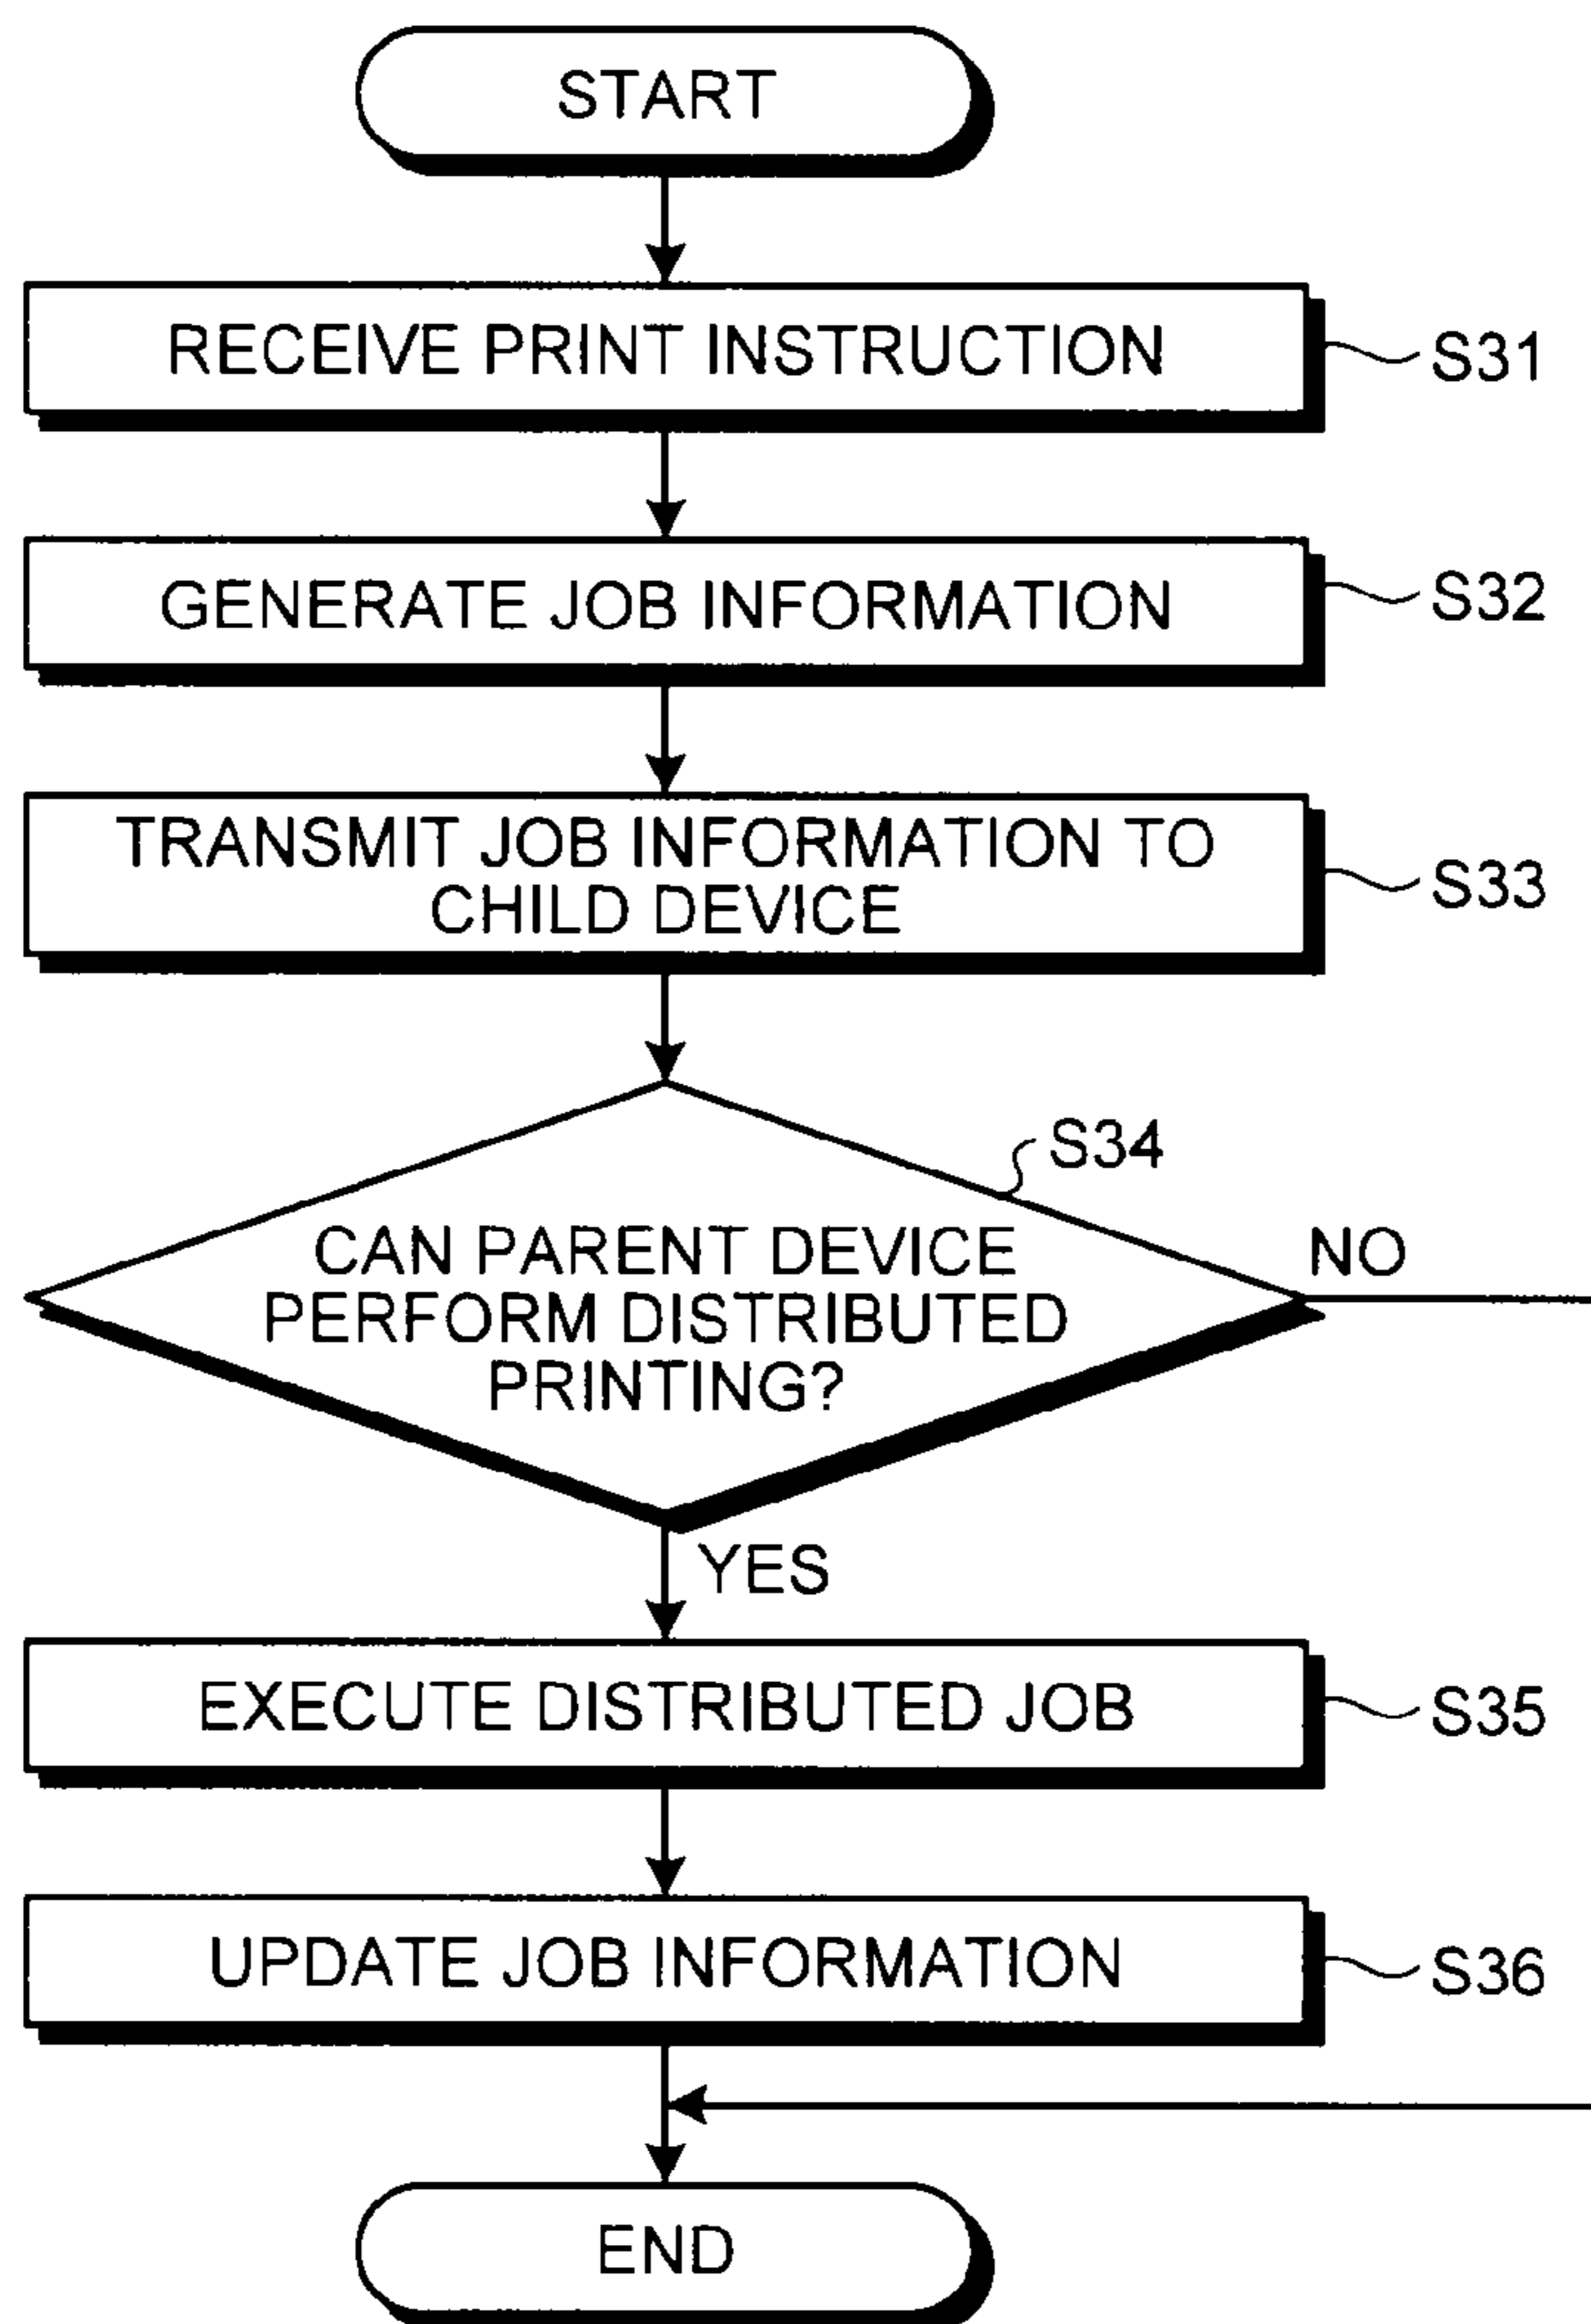 START
RECEIVE PRINT INSTRUCTION
S31
GENERATE JOB INFORMATION
S32
TRANSMIT JOB INFORMATION TO
CHILD DEVICE
S33
S34
CAN PARENT DEVICE
PERFORM DISTRIBUTED
PRINTING?
NO
YES
EXECUTE DISTRIBUTED JOB
S35
UPDATE JOB INFORMATION
S36
END